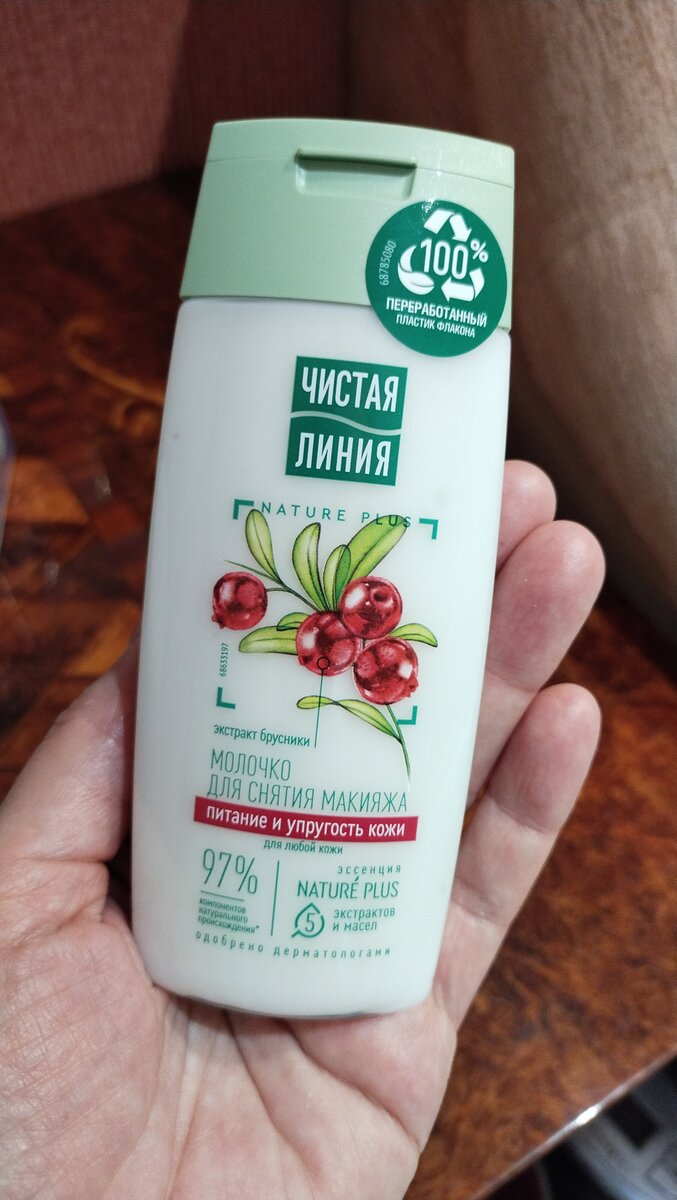 68785080
100%
ПЕРЕРАБОТАННЫЙ
ПЛАСТИК ФЛАКОНА
ЧИСТАЯ
ЛИНИЯ
NATURE PLUS
68633197
экстракт брусники
МОЛОЧКО
ДЛЯ СНЯТИЯ МАКИЯЖА
питание и упругость кожи
для любой кожи
97%
компонентов
натурального
происхождения*
эссенция
NATURÉ PLUS
5
экстрактов
и масел
одобрено дерматологами